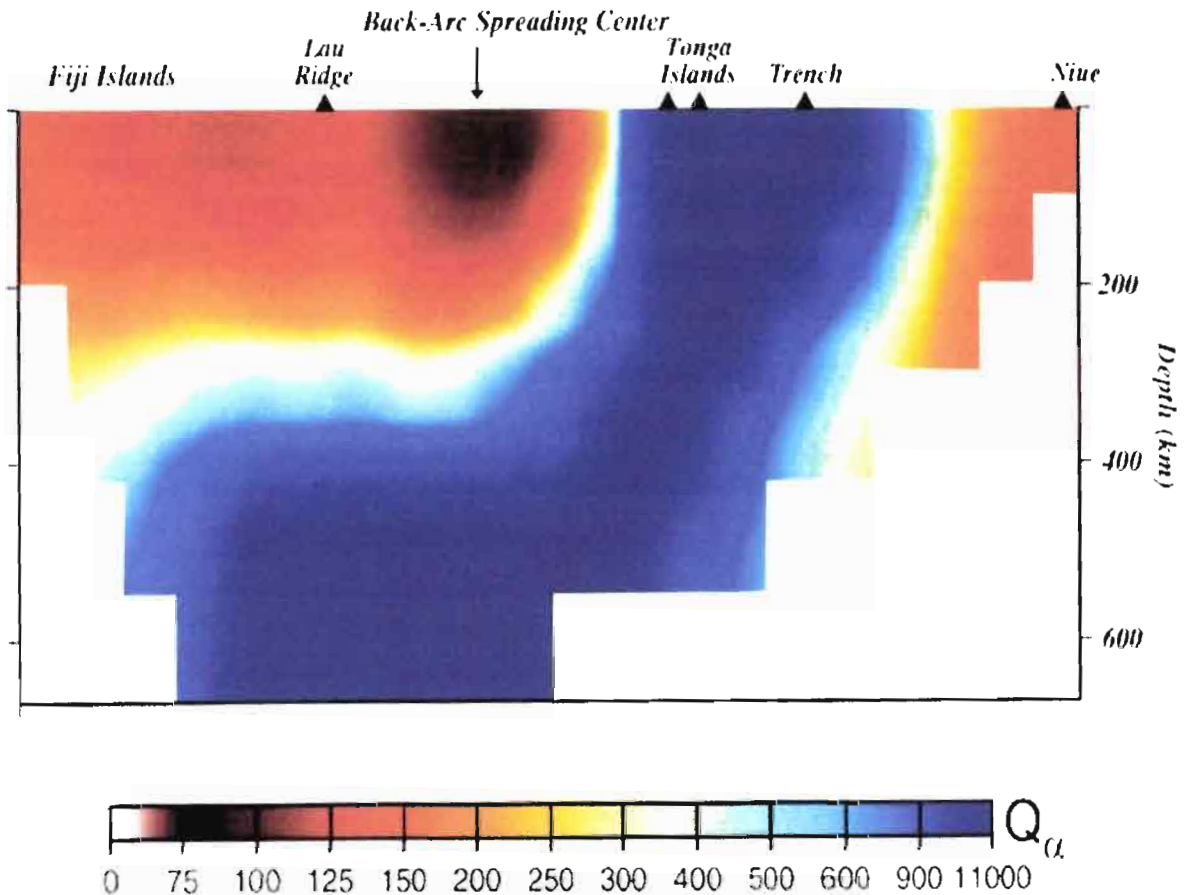 Back-Arc Spreading Center
Fiji Islands
Lau
Ridge
Tonga
Islands
Trench
Niue
200
400
600
Depth (km)
0 75 100 125 150 200 250 300 400 500 600 900 11000
Qα